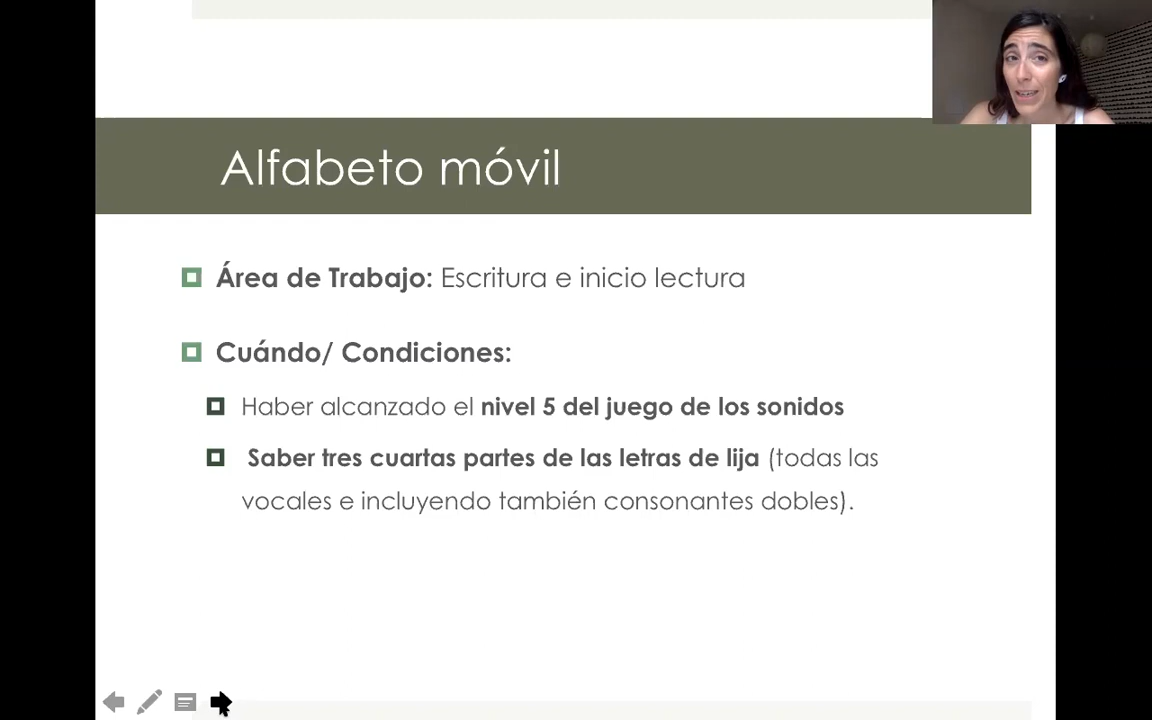 Alfabeto móvil
Área de Trabajo: Escritura e inicio lectura
Cuándo/ Condiciones:
Haber alcanzado el nivel 5 del juego de los sonidos
Saber tres cuartas partes de las letras de lija (todas las
vocales e incluyendo también consonantes dobles).